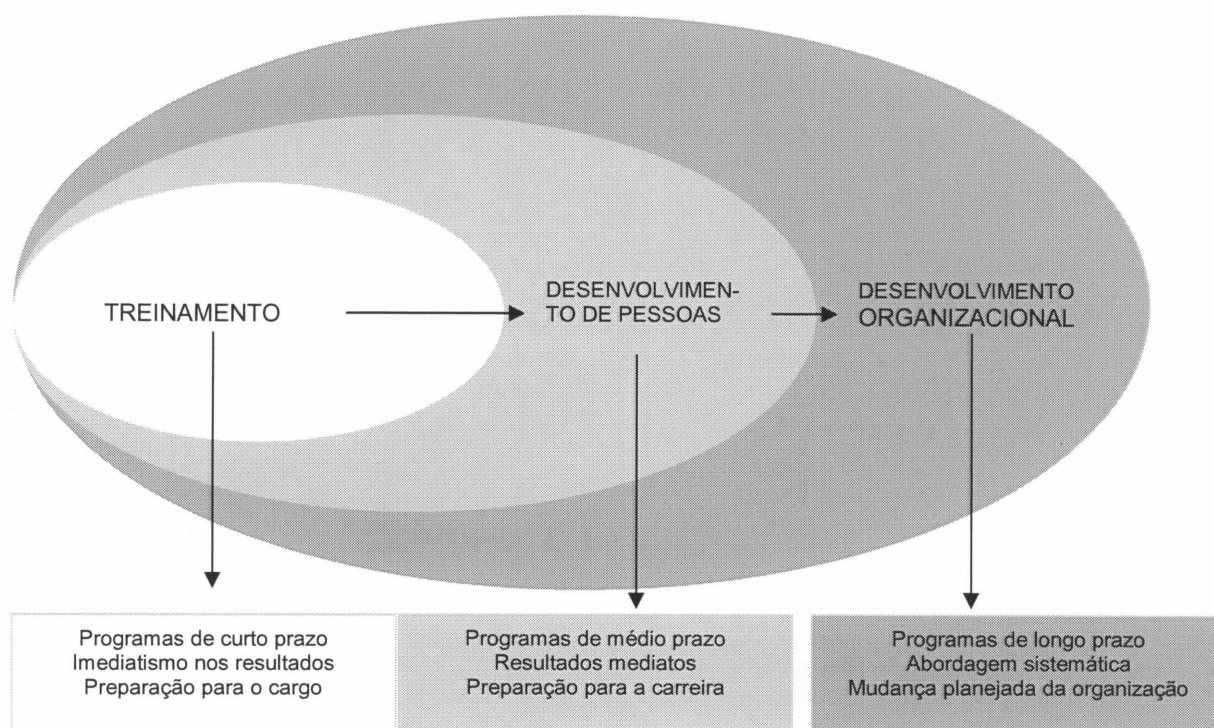 TREINAMENTO
DESENVOLVIMEN-
TO DE PESSOAS
DESENVOLVIMENTO
ORGANIZACIONAL
Programas de curto prazo
Imediatismo nos resultados
Preparação para o cargo
Programas de médio prazo
Resultados mediatos
Preparação para a carreira
Programas de longo prazo
Abordagem sistemática
Mudança planejada da organização